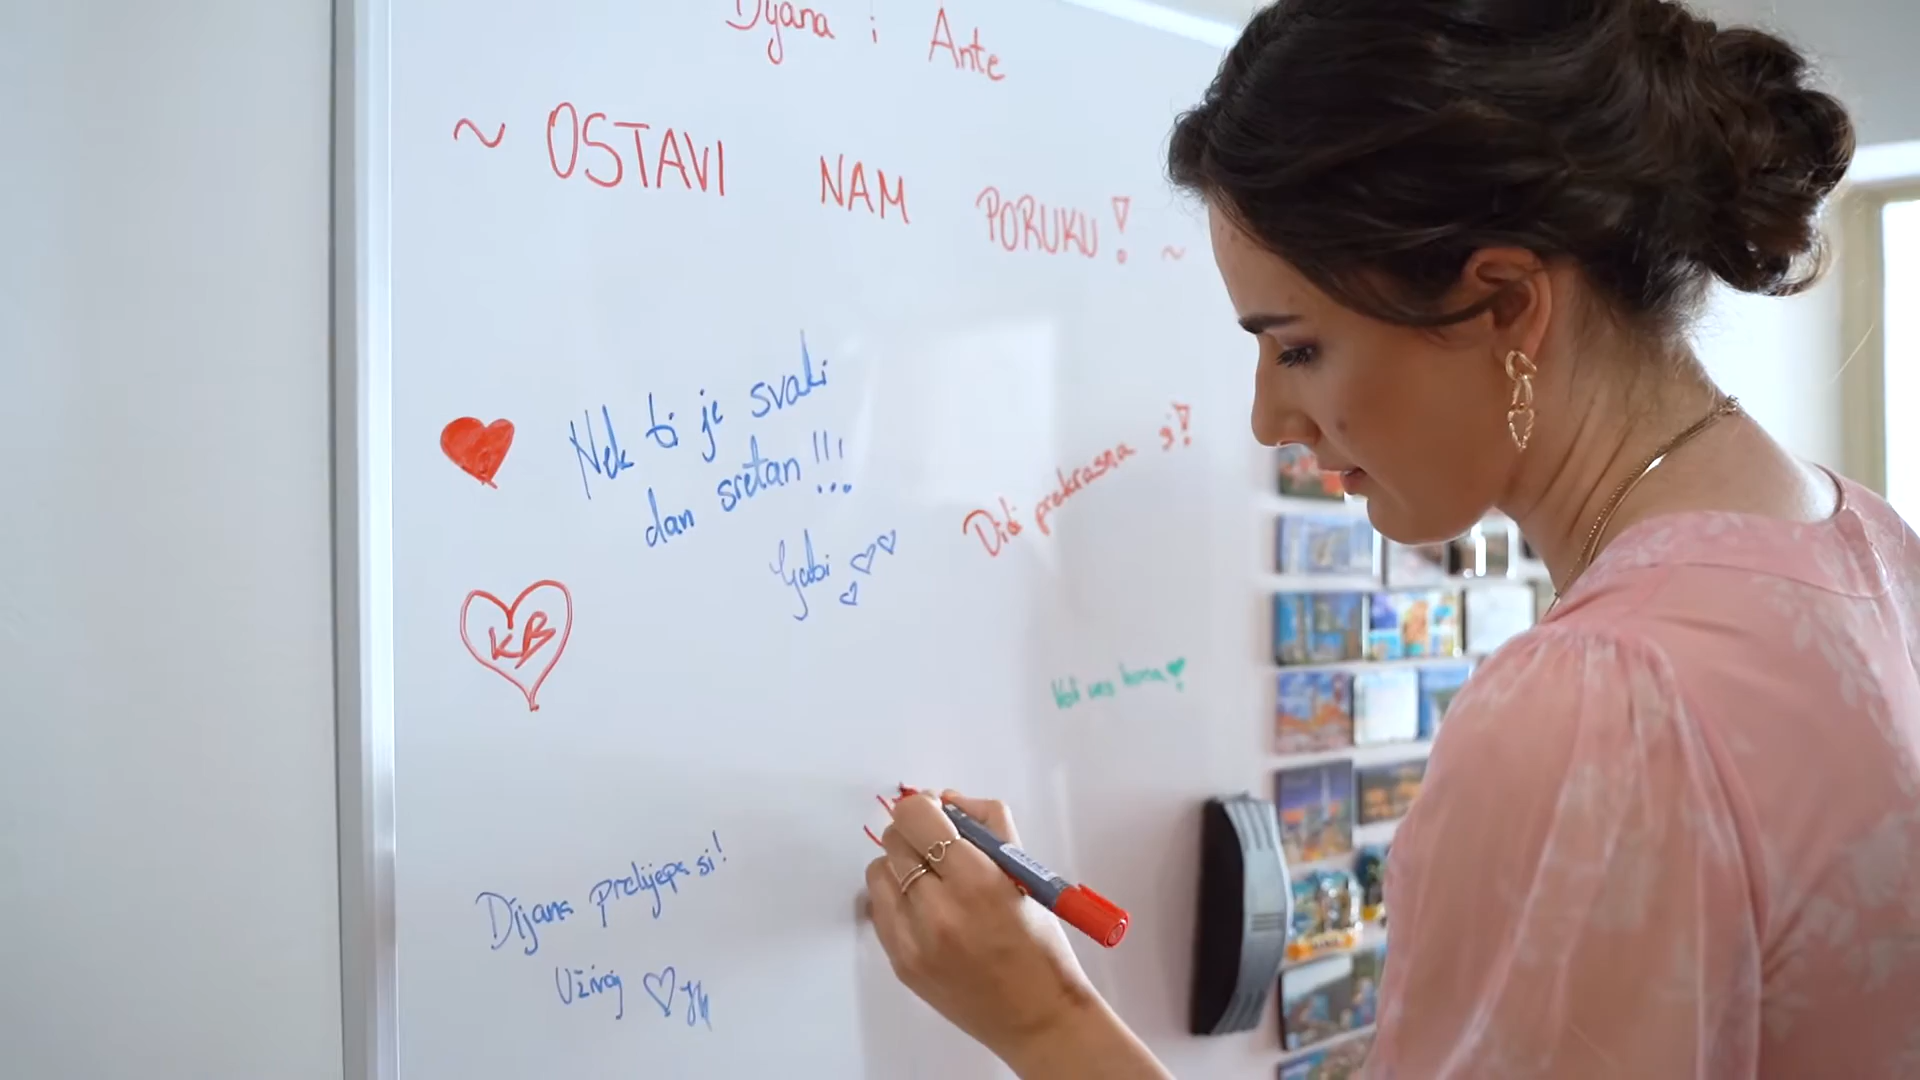 Dijana i Ante
~ OSTAVI NAM PORUKU! ~
Nek ti je svaki
dan sretan!!!
Gabi
Didi prekrasna si!
KB
Dijana prelijepa si!
Uživaj